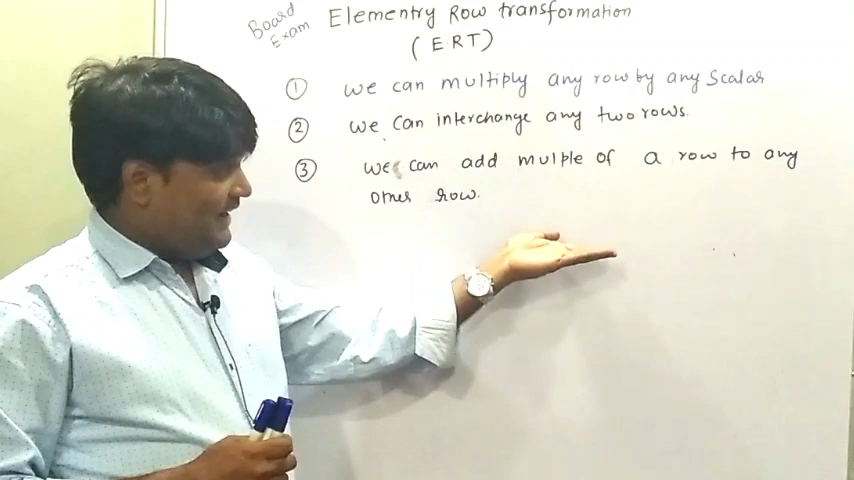 Board Exam
Elementry Row transformation
(ERT)
① we can multiply any row by any Scalar
② we can interchange any two rows.
③ we can add mulple of a row to any
other row.